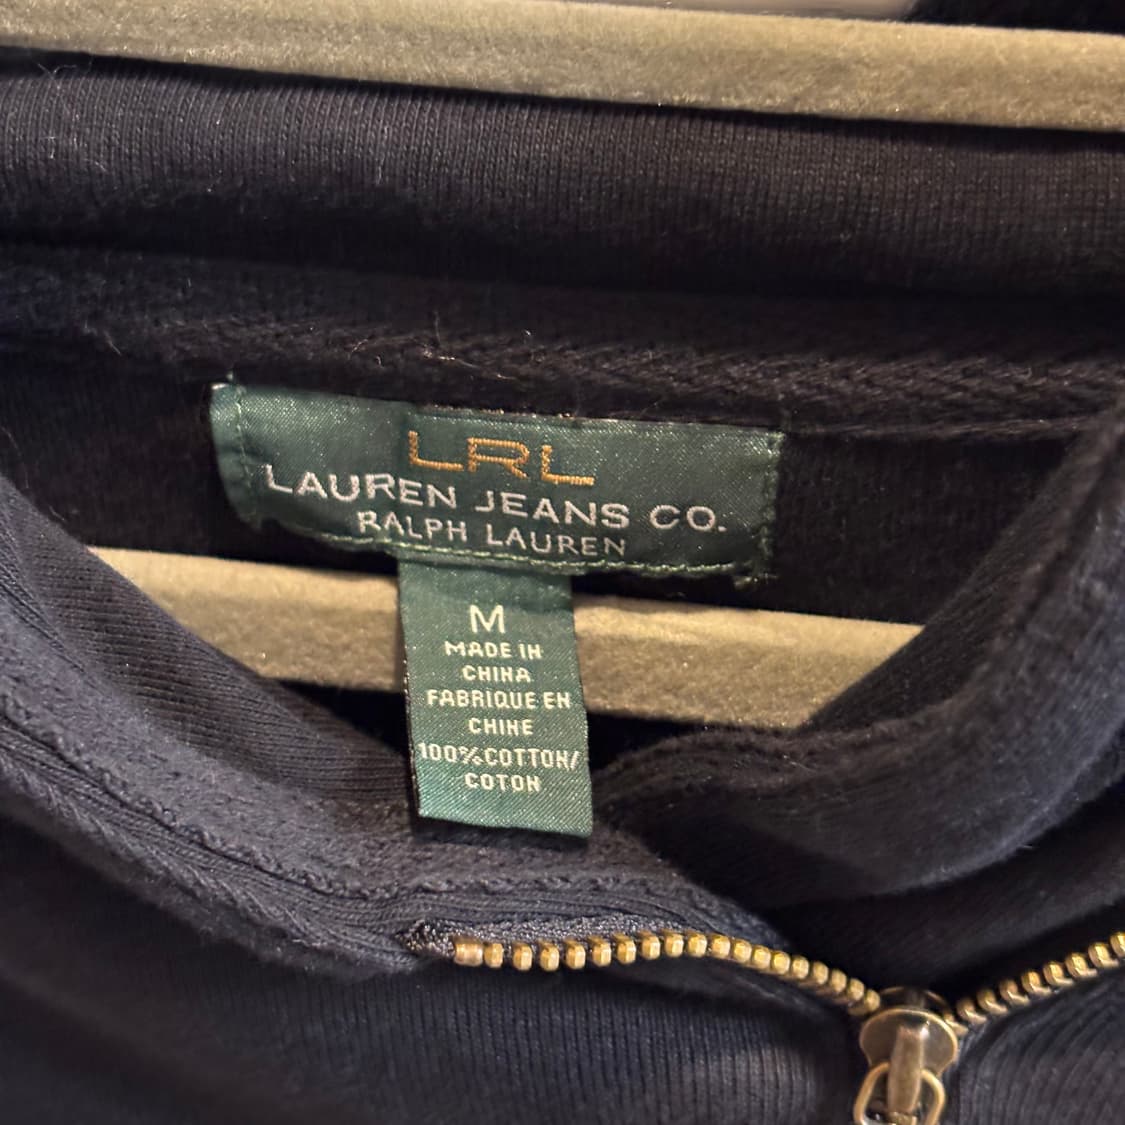 LRL
LAUREN JEANS CO.
RALPH LAUREN
M
MADE IN
CHINA
FABRIQUE EN
CHINE
100%COTTON/
COTON